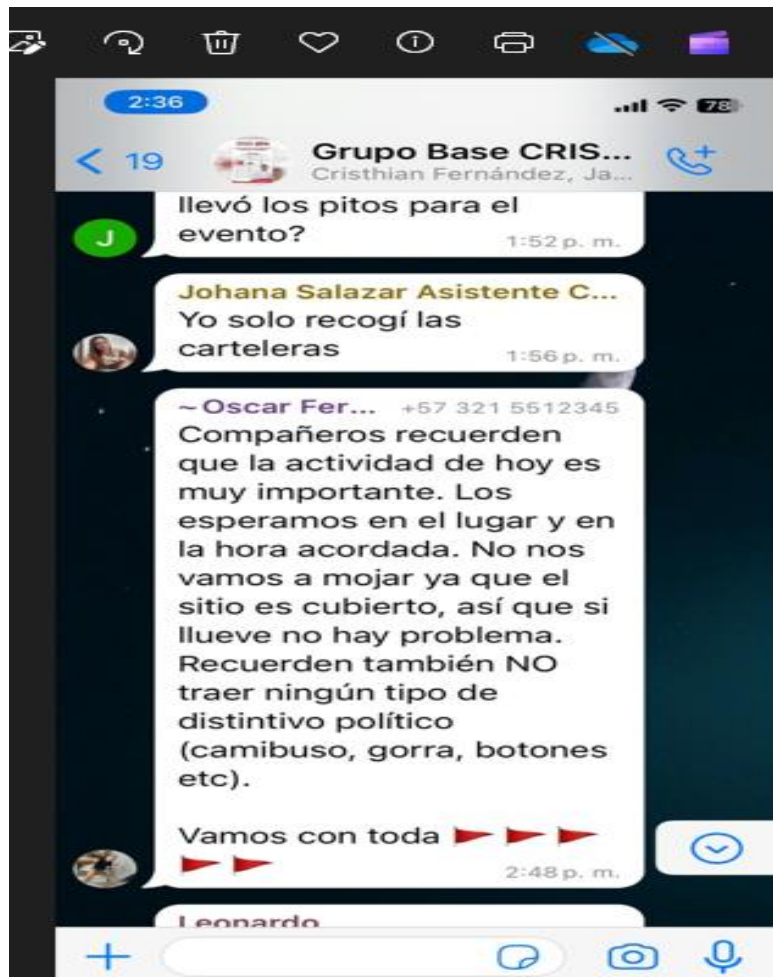 2:36
78
19
Grupo Base CRIS...
Cristhian Fernández, Ja...
llevó los pitos para el
evento?
1:52 p. m.
J
Johana Salazar Asistente C...
Yo solo recogí las
carteleras
1:56 p. m.
~Oscar Fer... +57 321 5512345
Compañeros recuerden
que la actividad de hoy es
muy importante. Los
esperamos en el lugar y en
la hora acordada. No nos
vamos a mojar ya que el
sitio es cubierto, así que si
llueve no hay problema.
Recuerden también NO
traer ningún tipo de
distintivo político
(camibuso, gorra, botones
etc).
Vamos con toda 🚩 🚩 🚩
🚩 🚩
2:48 p. m.
Leonardo